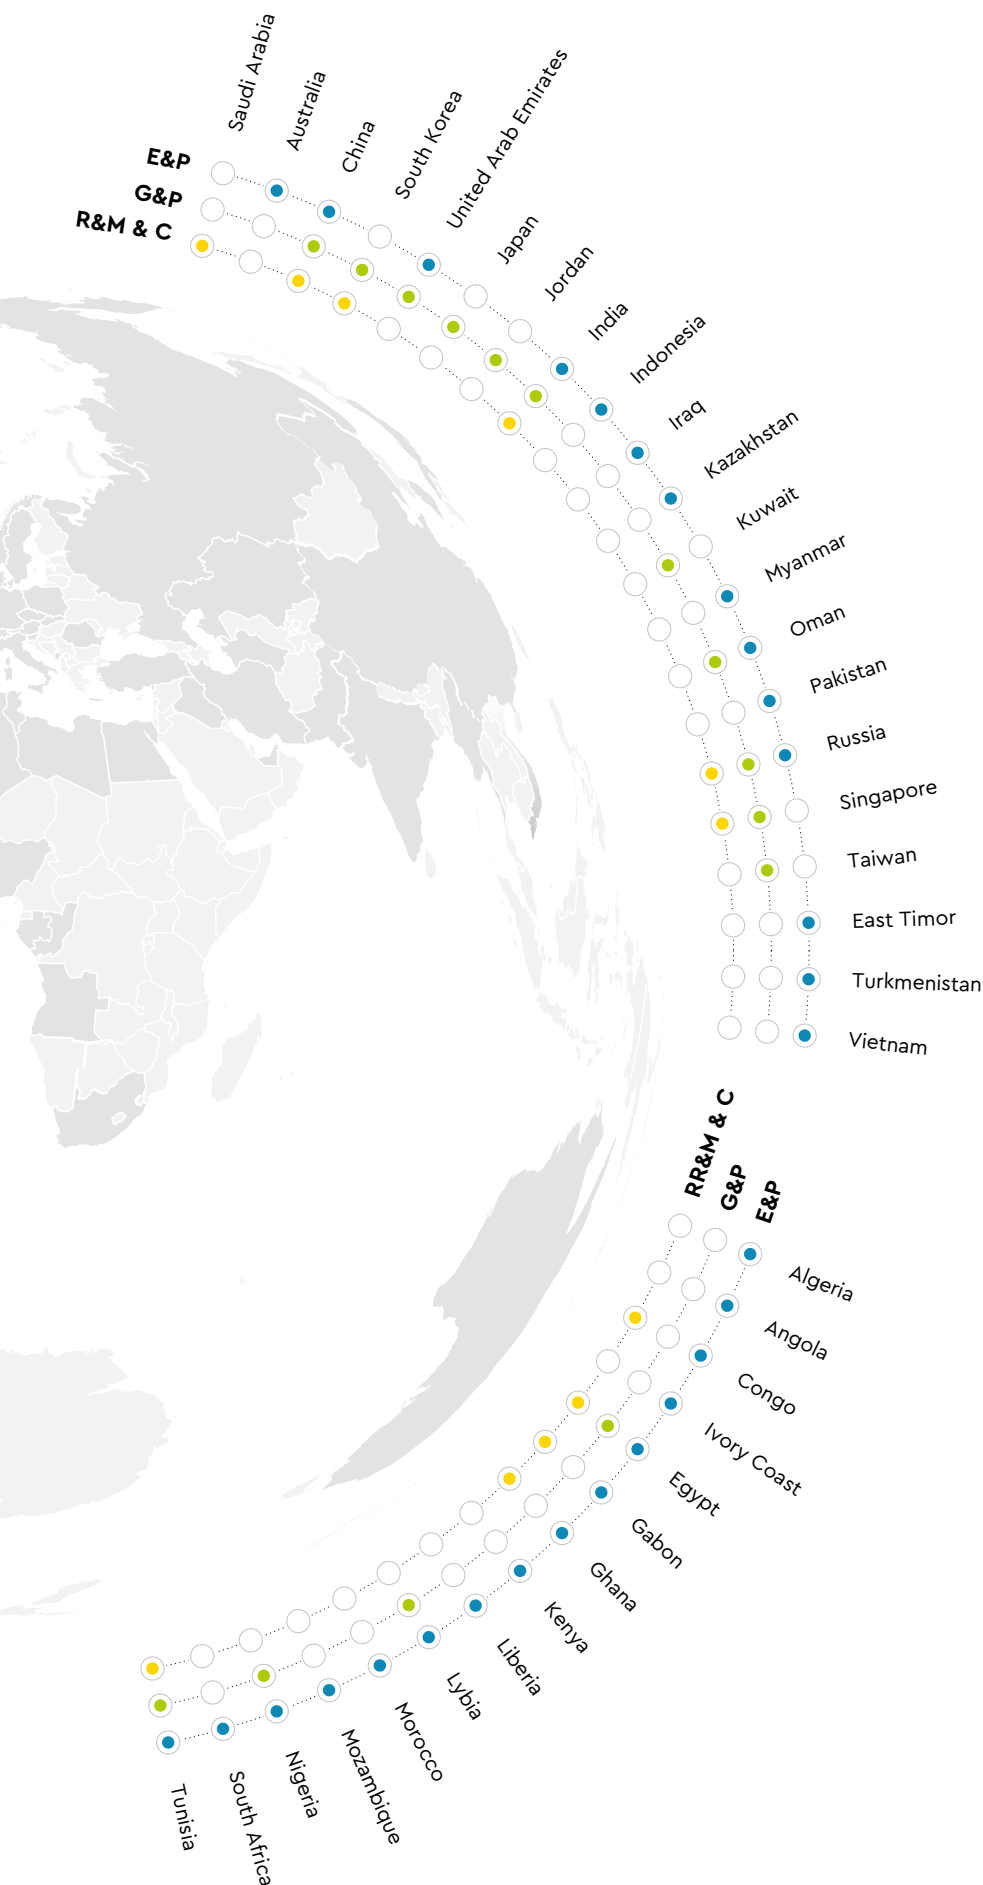 Saudi Arabia
Australia
China
South Korea
United Arab Emirates
Japan
Jordan
India
Indonesia
Iraq
Kazakhstan
Kuwait
Myanmar
Oman
Pakistan
Russia
Singapore
Taiwan
East Timor
Turkmenistan
Vietnam
E&P
G&P
R&M & C
RR&M & C
G&P
E&P
Algeria
Angola
Congo
Ivory Coast
Egypt
Gabon
Ghana
Kenya
Liberia
Lybia
Morocco
Mozambique
Nigeria
South Africa
Tunisia